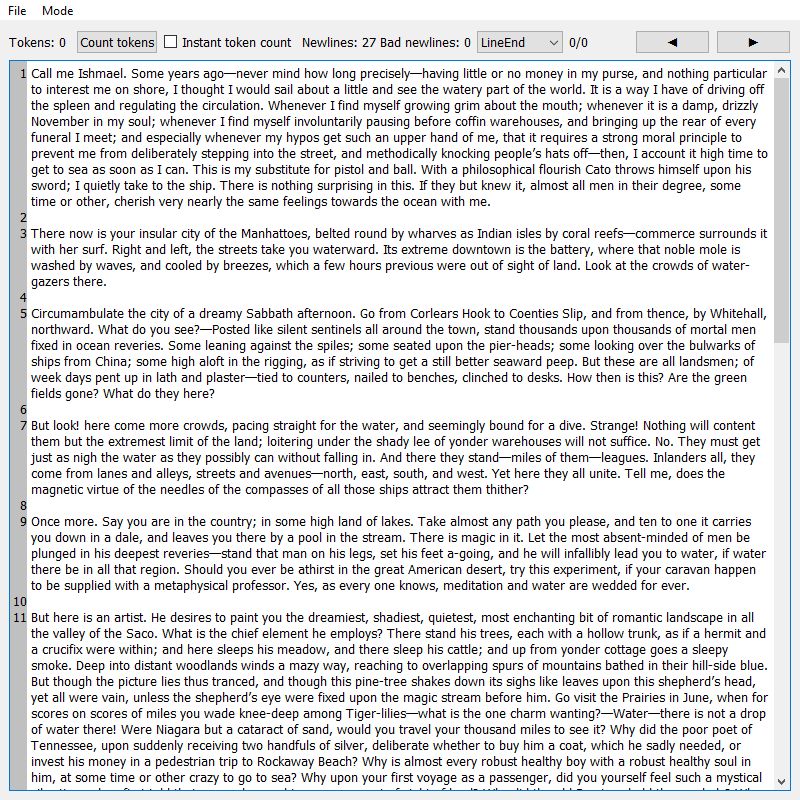 File Mode
Tokens: 0 Count tokens Instant token count Newlines: 27 Bad newlines: 0 LineEnd 0/0
1 Call me Ishmael. Some years ago—never mind how long precisely—having little or no money in my purse, and nothing particular
to interest me on shore, I thought I would sail about a little and see the watery part of the world. It is a way I have of driving off
the spleen and regulating the circulation. Whenever I find myself growing grim about the mouth; whenever it is a damp, drizzly
November in my soul; whenever I find myself involuntarily pausing before coffin warehouses, and bringing up the rear of every
funeral I meet; and especially whenever my hypos get such an upper hand of me, that it requires a strong moral principle to
prevent me from deliberately stepping into the street, and methodically knocking people’s hats off—then, I account it high time to
get to sea as soon as I can. This is my substitute for pistol and ball. With a philosophical flourish Cato throws himself upon his
sword; I quietly take to the ship. There is nothing surprising in this. If they but knew it, almost all men in their degree, some
time or other, cherish very nearly the same feelings towards the ocean with me.
2
3 There now is your insular city of the Manhattoes, belted round by wharves as Indian isles by coral reefs—commerce surrounds it
with her surf. Right and left, the streets take you waterward. Its extreme downtown is the battery, where that noble mole is
washed by waves, and cooled by breezes, which a few hours previous were out of sight of land. Look at the crowds of water-
gazers there.
4
5 Circumambulate the city of a dreamy Sabbath afternoon. Go from Corlears Hook to Coenties Slip, and from thence, by Whitehall,
northward. What do you see?—Posted like silent sentinels all around the town, stand thousands upon thousands of mortal men
fixed in ocean reveries. Some leaning against the spiles; some seated upon the pier-heads; some looking over the bulwarks of
ships from China; some high aloft in the rigging, as if striving to get a still better seaward peep. But these are all landsmen; of
week days pent up in lath and plaster—tied to counters, nailed to benches, clinched to desks. How then is this? Are the green
fields gone? What do they here?
6
7 But look! here come more crowds, pacing straight for the water, and seemingly bound for a dive. Strange! Nothing will content
them but the extremest limit of the land; loitering under the shady lee of yonder warehouses will not suffice. No. They must get
just as nigh the water as they possibly can without falling in. And there they stand—miles of them—leagues. Inlanders all, they
come from lanes and alleys, streets and avenues—north, east, south, and west. Yet here they all unite. Tell me, does the
magnetic virtue of the needles of the compasses of all those ships attract them thither?
8
9 Once more. Say you are in the country; in some high land of lakes. Take almost any path you please, and ten to one it carries
you down in a dale, and leaves you there by a pool in the stream. There is magic in it. Let the most absent-minded of men be
plunged in his deepest reveries—stand that man on his legs, set his feet a-going, and he will infallibly lead you to water, if water
there be in all that region. Should you ever be athirst in the great American desert, try this experiment, if your caravan happen
to be supplied with a metaphysical professor. Yes, as every one knows, meditation and water are wedded for ever.
10
11 But here is an artist. He desires to paint you the dreamiest, shadiest, quietest, most enchanting bit of romantic landscape in all
the valley of the Saco. What is the chief element he employs? There stand his trees, each with a hollow trunk, as if a hermit and
a crucifix were within; and here sleeps his meadow, and there sleep his cattle; and up from yonder cottage goes a sleepy
smoke. Deep into distant woodlands winds a mazy way, reaching to overlapping spurs of mountains bathed in their hill-side blue.
But though the picture lies thus tranced, and though this pine-tree shakes down its sighs like leaves upon this shepherd’s head,
yet all were vain, unless the shepherd’s eye were fixed upon the magic stream before him. Go visit the Prairies in June, when for
scores on scores of miles you wade knee-deep among Tiger-lilies—what is the one charm wanting?—Water—there is not a drop
of water there! Were Niagara but a cataract of sand, would you travel your thousand miles to see it? Why did the poor poet of
Tennessee, upon suddenly receiving two handfuls of silver, deliberate whether to buy him a coat, which he sadly needed, or
invest his money in a pedestrian trip to Rockaway Beach? Why is almost every robust healthy boy with a robust healthy soul in
him, at some time or other crazy to go to sea? Why upon your first voyage as a passenger, did you yourself feel such a mystical